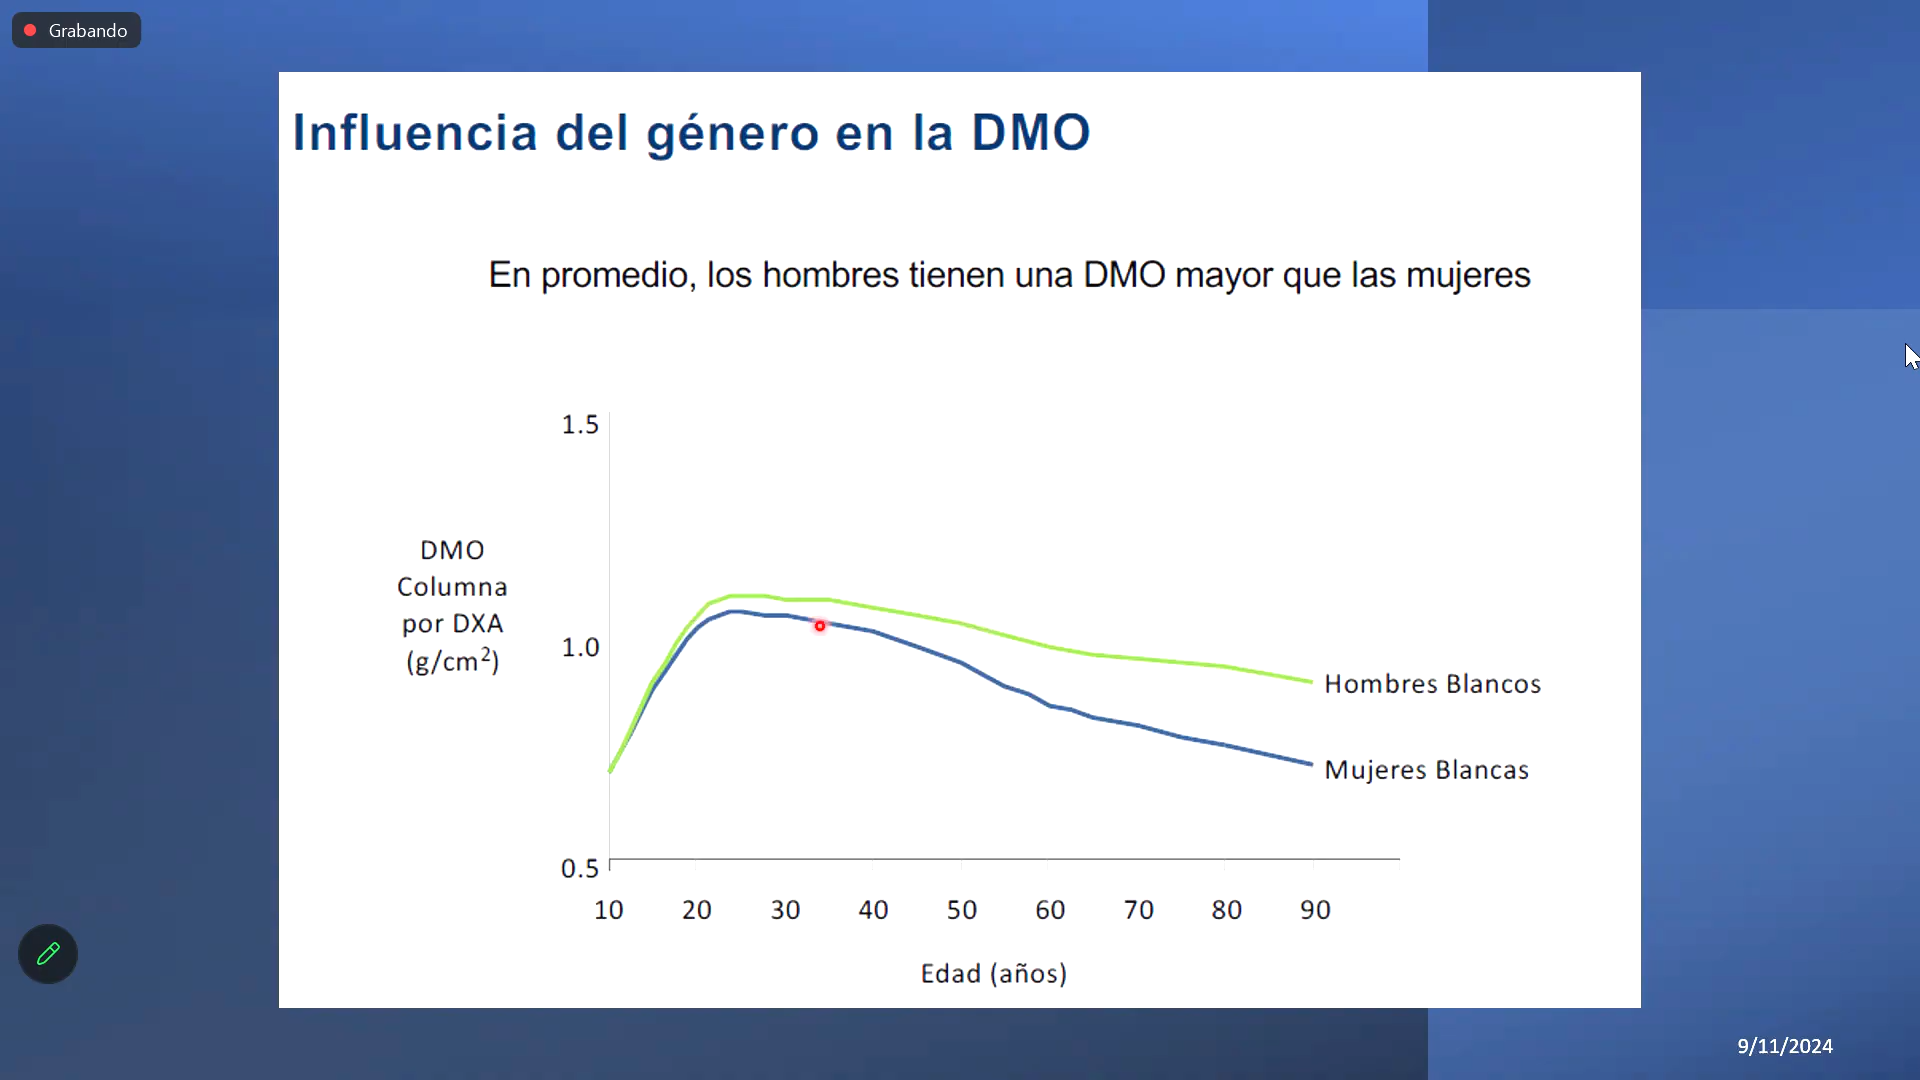 Grabando
Influencia del género en la DMO
En promedio, los hombres tienen una DMO mayor que las mujeres
1.5
DMO
Columna
por DXA
(g/cm²)
1.0
Hombres Blancos
Mujeres Blancas
0.5
10 20 30 40 50 60 70 80 90
Edad (años)
9/11/2024